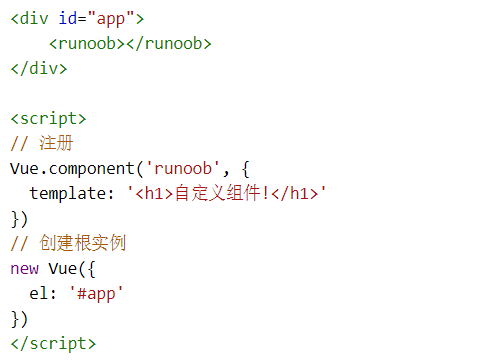 <div id="app">
    <runoob></runoob>
</div>

<script>
// 注册
Vue.component('runoob', {
  template: '<h1>自定义组件!</h1>'
})
// 创建根实例
new Vue({
  el: '#app'
})
</script>